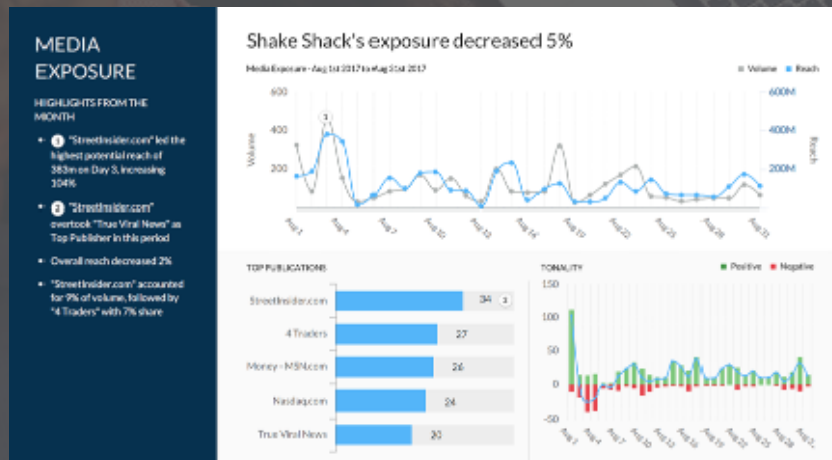 MEDIA
EXPOSURE
HIGHLIGHTS FROM THE
MONTH
1 "StreetInsider.com" led the
highest potential reach of
383m on Day 3, increasing
104%
2 "StreetInsider.com"
overtook "True Viral News" as
Top Publisher in this period
Overall reach decreased 2%
"StreetInsider.com" accounted
for 9% of volume, followed by
"4 Traders" with 7% share
Shake Shack's exposure decreased 5%
Media Exposure - Aug 1st 2017 to Aug 31st 2017
Volume Reach
600 600M
400 400M
200 200M
Volume
Reach
1
Aug 1 Aug 4 Aug 7 Aug 10 Aug 13 Aug 16 Aug 19 Aug 22 Aug 25 Aug 28 Aug 31
TOP PUBLICATIONS
StreetInsider.com 34 2
4 Traders 27
Money - MSN.com 26
Nasdaq.com 24
True Viral News 20
TONALITY
Positive Negative
150
100
50
0
-50
Aug 1 Aug 4 Aug 7 Aug 10 Aug 13 Aug 16 Aug 19 Aug 22 Aug 25 Aug 28